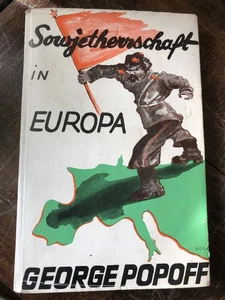 Sowjetherrschaft
IN
EUROPA
GEORGE POPOFF